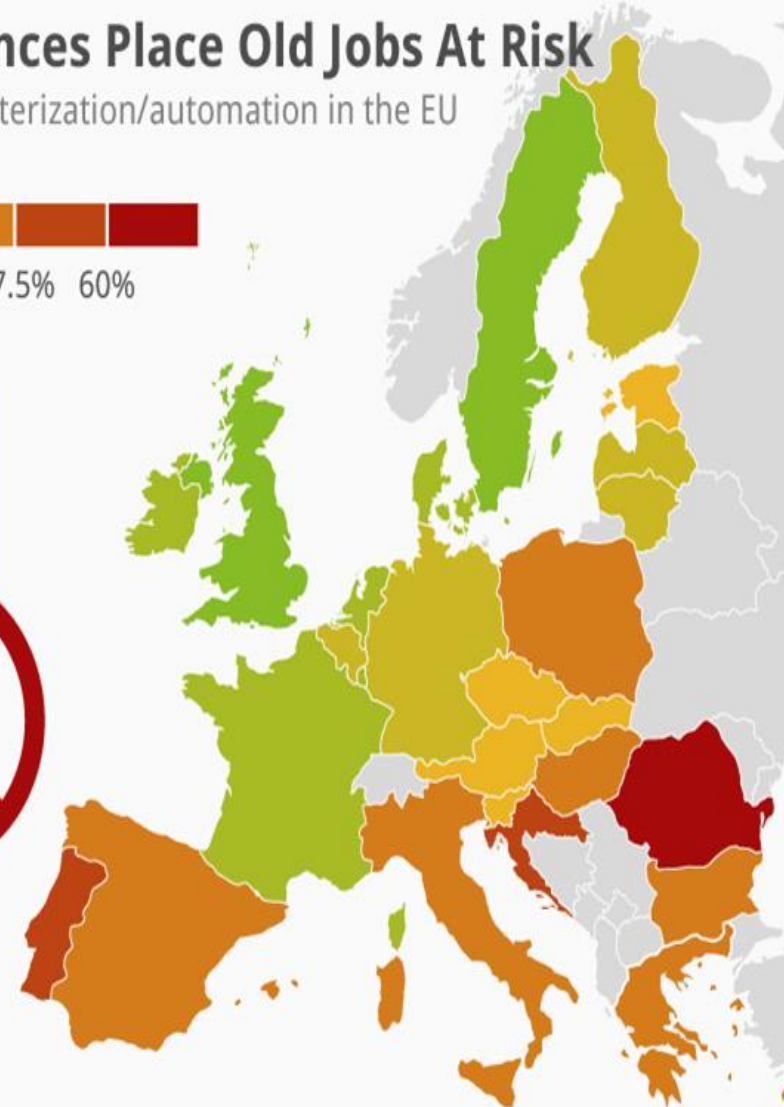 nces Place Old Jobs At Risk
terization/automation in the EU
7.5% 60%